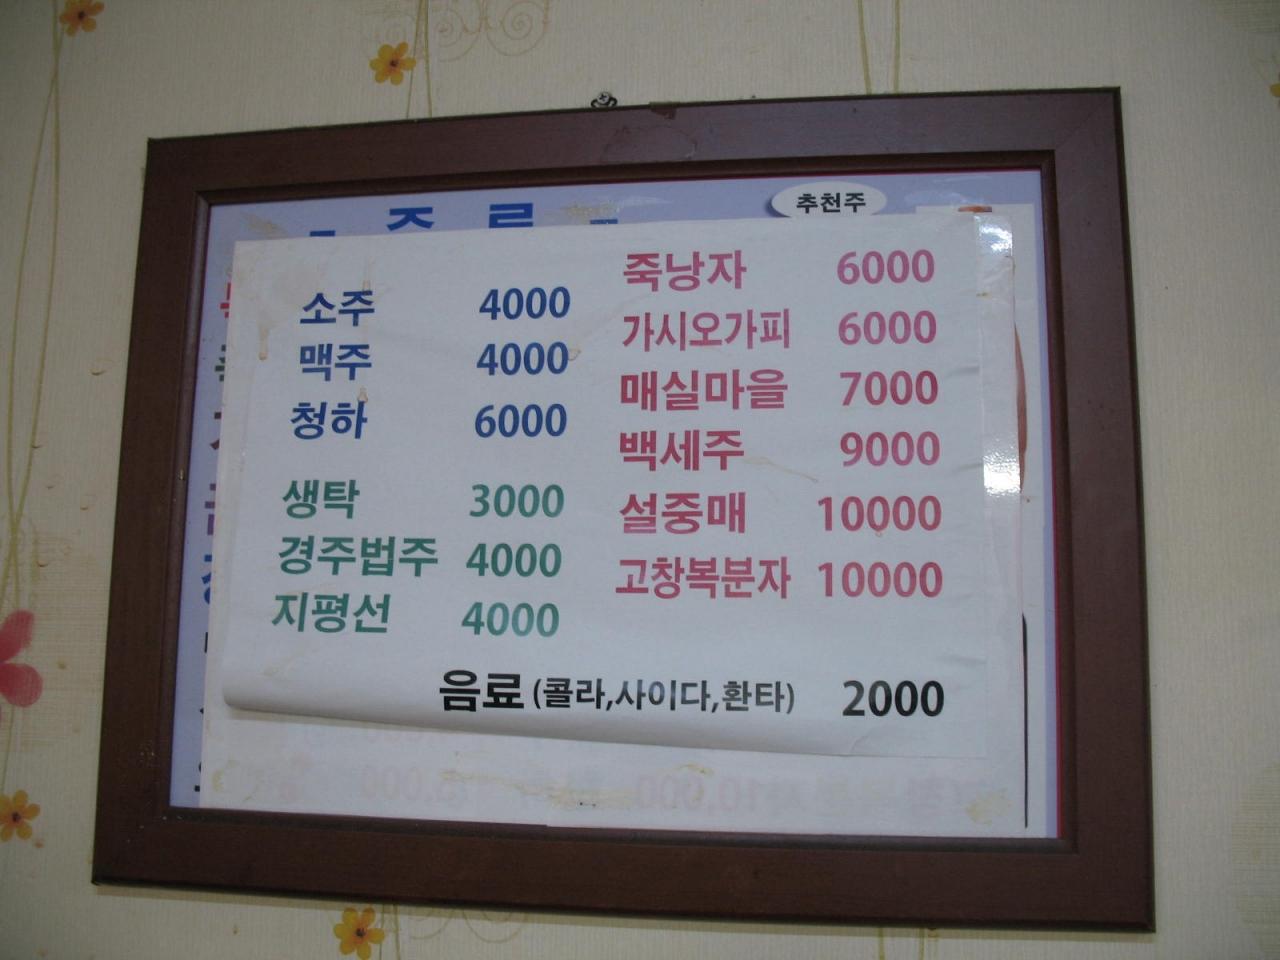 주류
추천주
소주 4000
맥주 4000
청하 6000
생탁 3000
경주법주 4000
지평선 4000
죽낭자 6000
가시오가피 6000
매실마을 7000
백세주 9000
설중매 10000
고창복분자 10000
음료 (콜라,사이다,환타) 2000